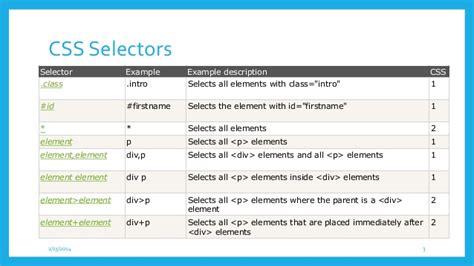 CSS Selectors
Selector Example Example description CSS
.class .intro Selects all elements with class="intro" 1
#id #firstname Selects the element with id="firstname" 1
* * Selects all elements 2
element p Selects all <p> elements 1
element,element div,p Selects all <div> elements and all <p> elements 1
element element div p Selects all <p> elements inside <div> elements 1
element>element div>p Selects all <p> elements where the parent is a <div> 2
element
element+element div+p Selects all <p> elements that are placed immediately after 2
<div> elements
3